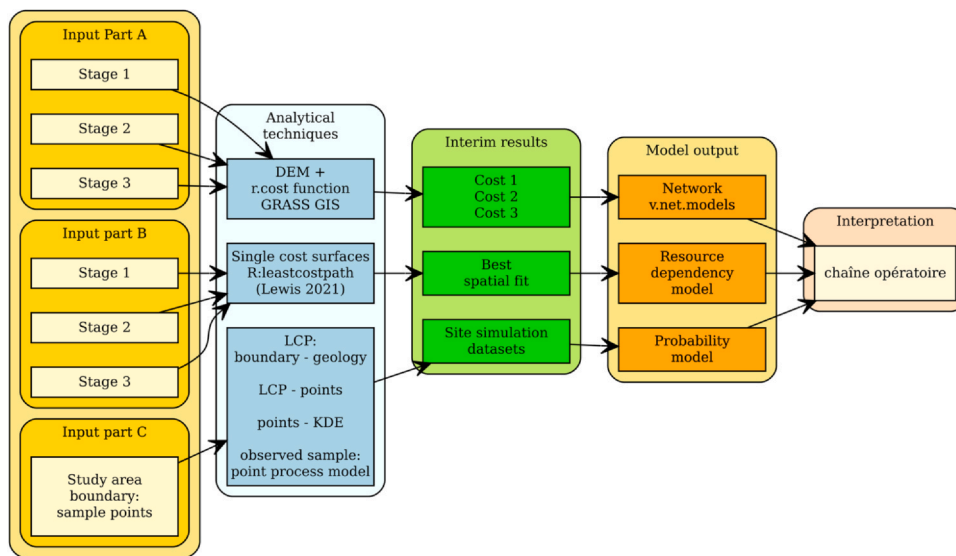 Input Part A
Stage 1
Stage 2
Stage 3
Input part B
Stage 1
Stage 2
Stage 3
Input part C
Study area
boundary:
sample points
Analytical
techniques
DEM +
r.cost function
GRASS GIS
Single cost surfaces
R:leastcostpath
(Lewis 2021)
LCP:
boundary - geology
LCP - points
points - KDE
observed sample:
point process model
Interim results
Cost 1
Cost 2
Cost 3
Best
spatial fit
Site simulation
datasets
Model output
Network
v.net.models
Resource
dependency
model
Probability
model
Interpretation
chaîne opératoire